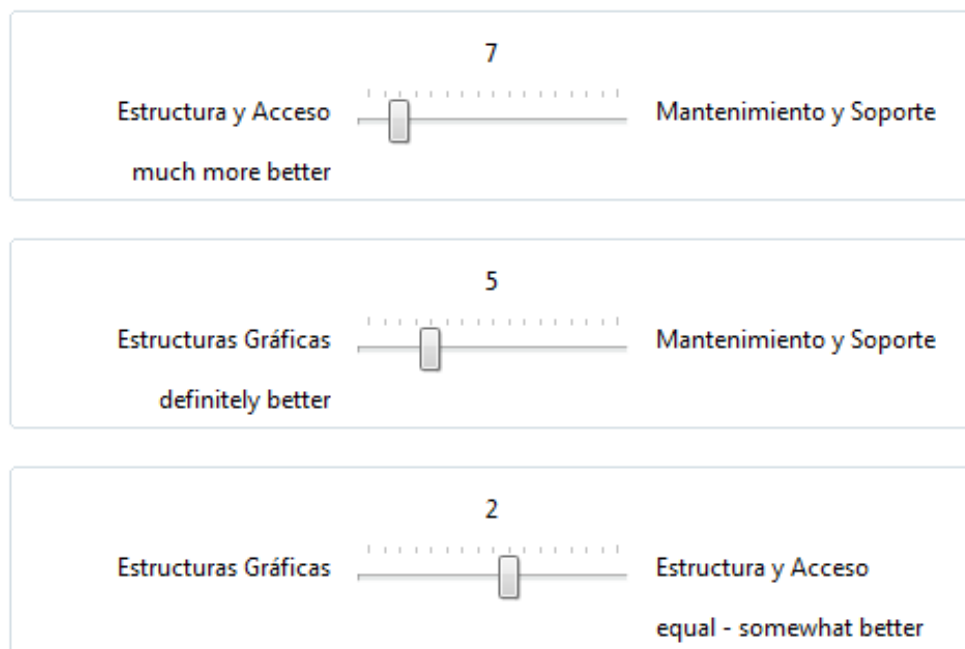 7
Estructura y Acceso Mantenimiento y Soporte
much more better
5
Estructuras Gráficas Mantenimiento y Soporte
definitely better
2
Estructuras Gráficas Estructura y Acceso
equal - somewhat better